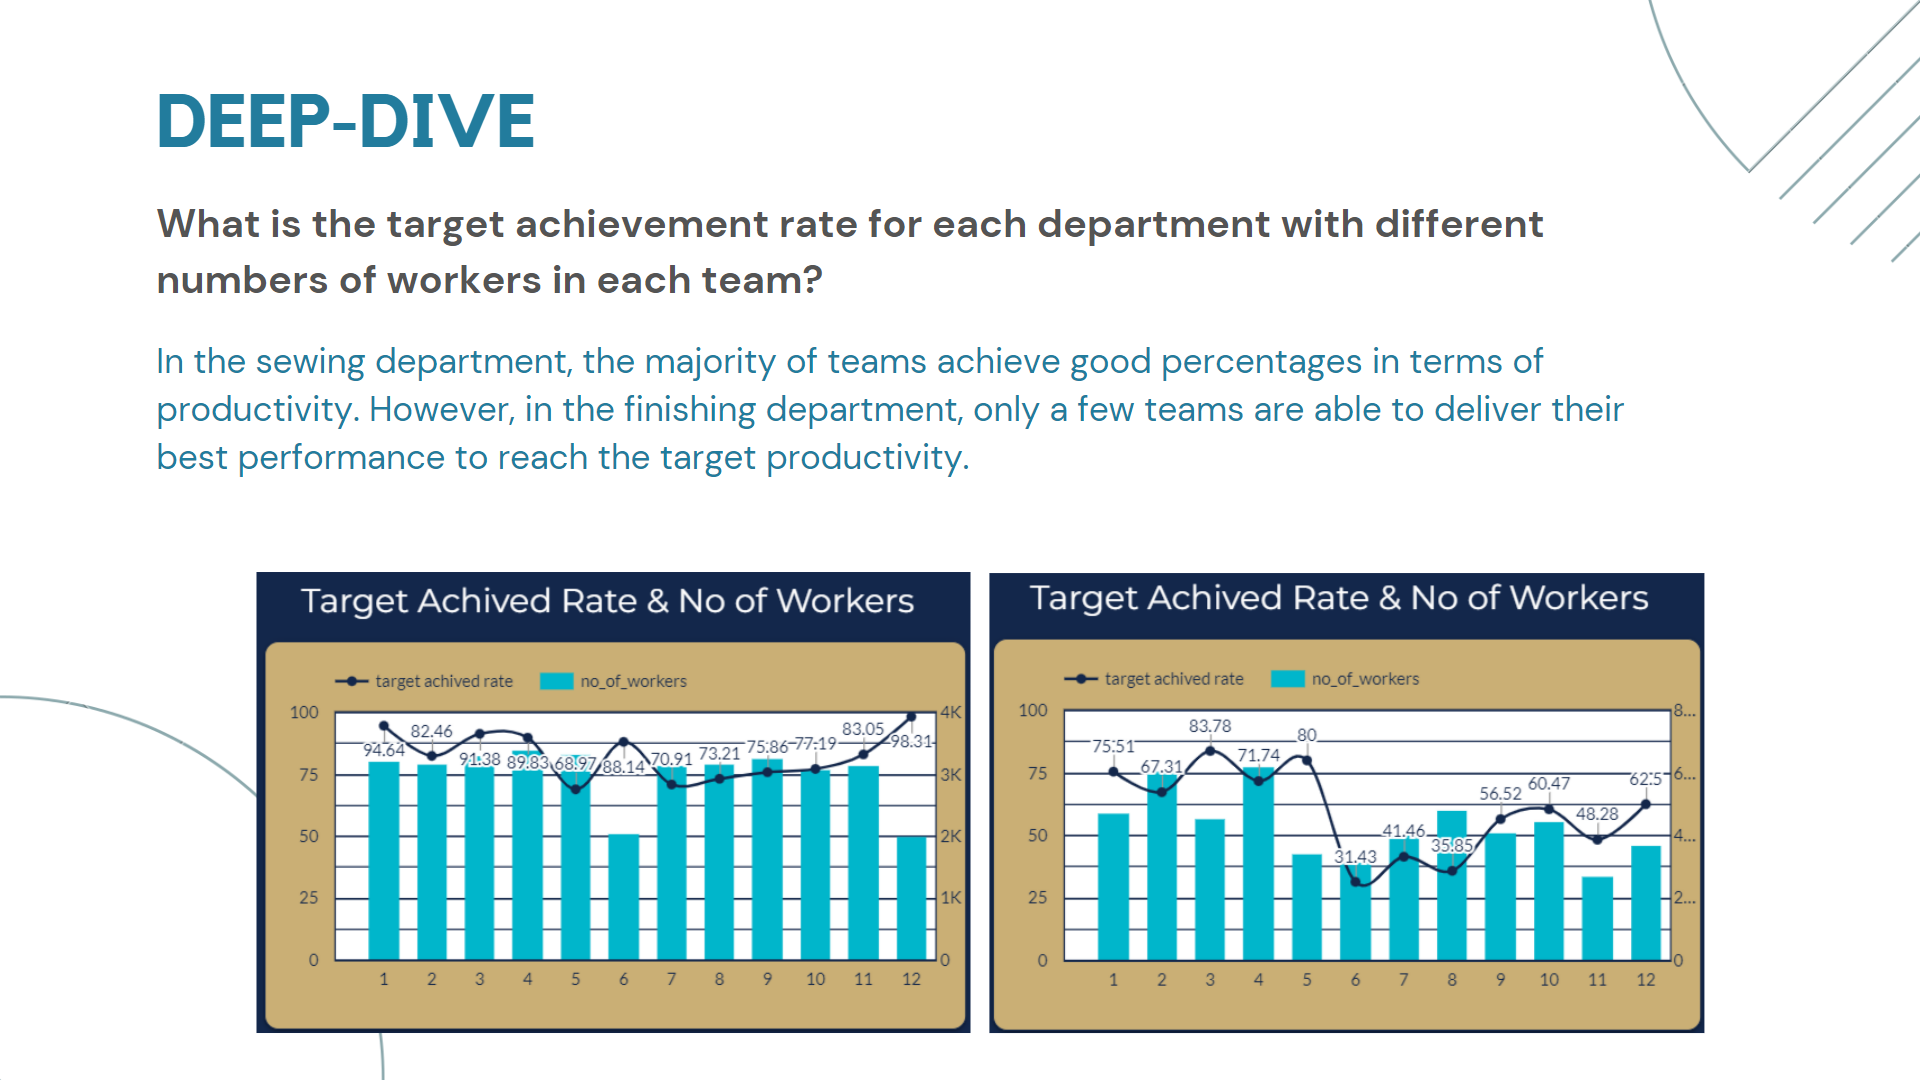 DEEP-DIVE
What is the target achievement rate for each department with different
numbers of workers in each team?
In the sewing department, the majority of teams achieve good percentages in terms of
productivity. However, in the finishing department, only a few teams are able to deliver their
best performance to reach the target productivity.
Target Achived Rate & No of Workers
target achived rate no_of_workers
100 4K
75 3K
50 2K
25 1K
0 0
94.64 82.46 91.38 89.83 68.97 88.14 70.91 73.21 75.86 77.19 83.05 98.31
1 2 3 4 5 6 7 8 9 10 11 12
Target Achived Rate & No of Workers
target achived rate no_of_workers
100 8...
75 6...
50 4...
25 2...
0 0
75.51 67.31 83.78 71.74 80 31.43 41.46 35.85 56.52 60.47 48.28 62.5
1 2 3 4 5 6 7 8 9 10 11 12